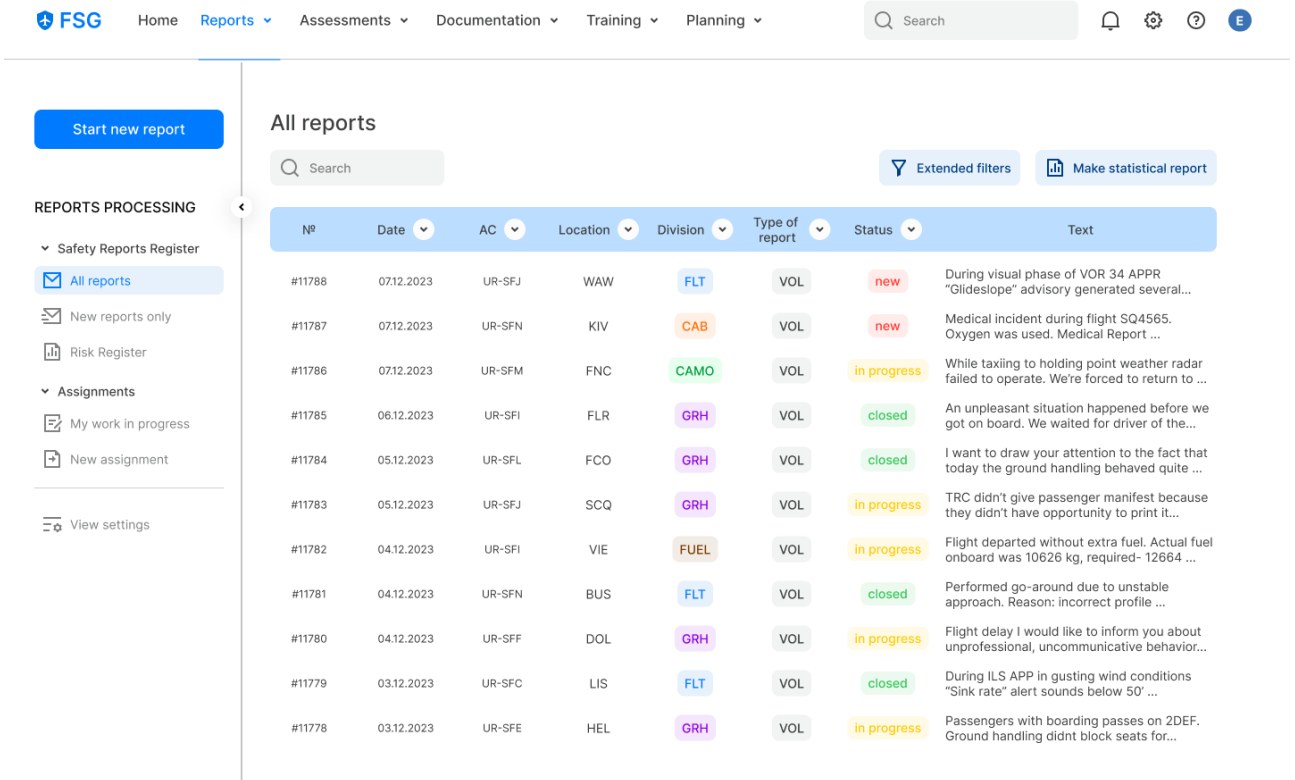 FSG Home Reports Assessments Documentation Training Planning Search E
Start new report
REPORTS PROCESSING
Safety Reports Register
All reports
New reports only
Risk Register
Assignments
My work in progress
New assignment
View settings
All reports
Search
Extended filters
Make statistical report
№ Date AC Location Division Type of report Status Text
#11788 07.12.2023 UR-SFJ WAW FLT VOL new During visual phase of VOR 34 APPR
“Glideslope” advisory generated several...
#11787 07.12.2023 UR-SFN KIV CAB VOL new Medical incident during flight SQ4565.
Oxygen was used. Medical Report ...
#11786 07.12.2023 UR-SFM FNC CAMO VOL in progress While taxiing to holding point weather radar
failed to operate. We’re forced to return to ...
#11785 06.12.2023 UR-SFI FLR GRH VOL closed An unpleasant situation happened before we
got on board. We waited for driver of the...
#11784 05.12.2023 UR-SFL FCO GRH VOL closed I want to draw your attention to the fact that
today the ground handling behaved quite ...
#11783 05.12.2023 UR-SFJ SCQ GRH VOL in progress TRC didn’t give passenger manifest because
they didn’t have opportunity to print it...
#11782 04.12.2023 UR-SFI VIE FUEL VOL in progress Flight departed without extra fuel. Actual fuel
onboard was 10626 kg, required- 12664 ...
#11781 04.12.2023 UR-SFN BUS FLT VOL closed Performed go-around due to unstable
approach. Reason: incorrect profile ...
#11780 04.12.2023 UR-SFF DOL GRH VOL in progress Flight delay I would like to inform you about
unprofessional, uncommunicative behavior...
#11779 03.12.2023 UR-SFC LIS FLT VOL closed During ILS APP in gusting wind conditions
“Sink rate” alert sounds below 50’ ...
#11778 03.12.2023 UR-SFE HEL GRH VOL in progress Passengers with boarding passes on 2DEF.
Ground handling didnt block seats for...